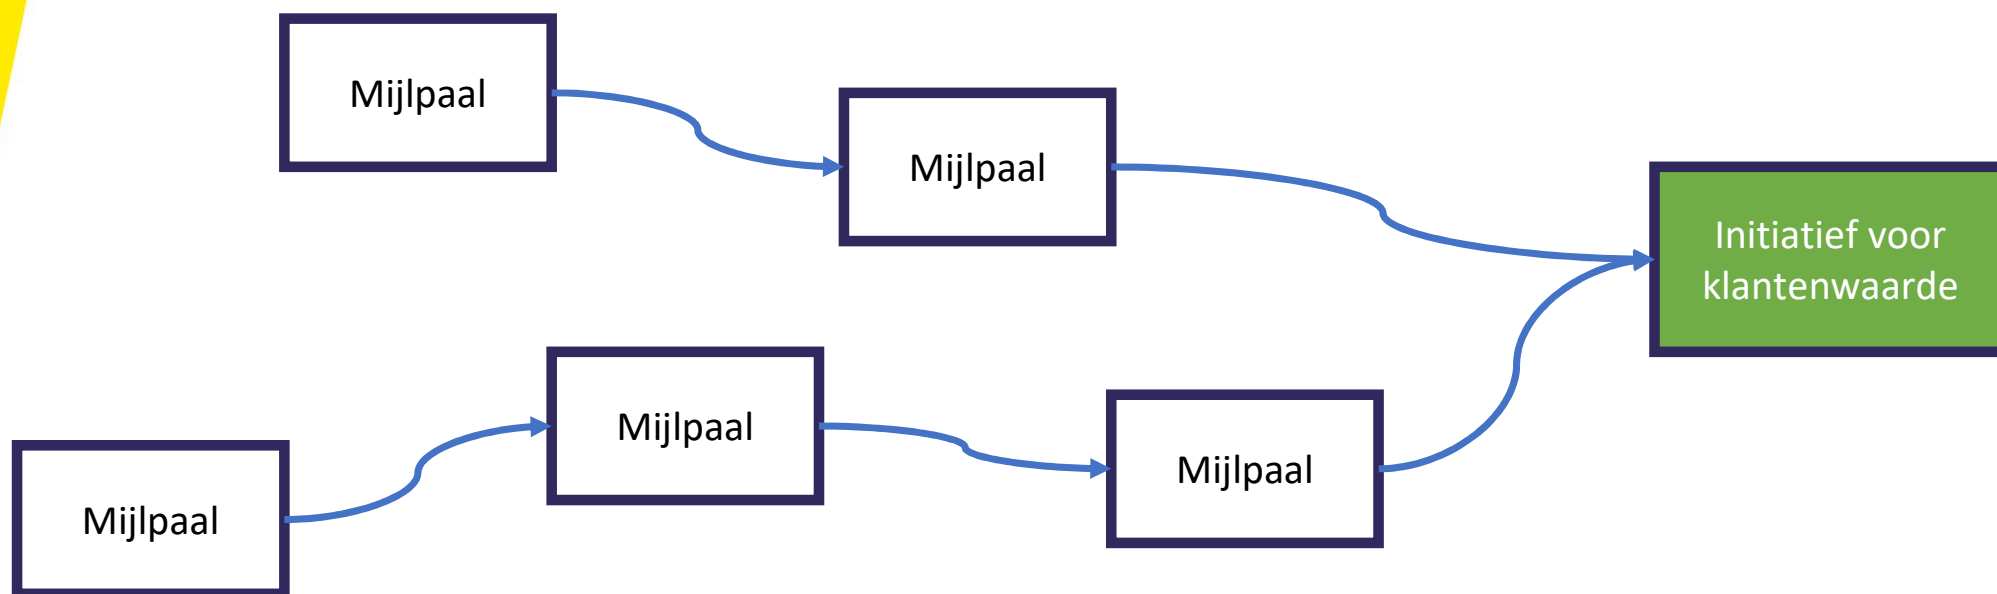 Mijlpaal
Mijlpaal
Initiatief voor
klantenwaarde
Mijlpaal
Mijlpaal
Mijlpaal